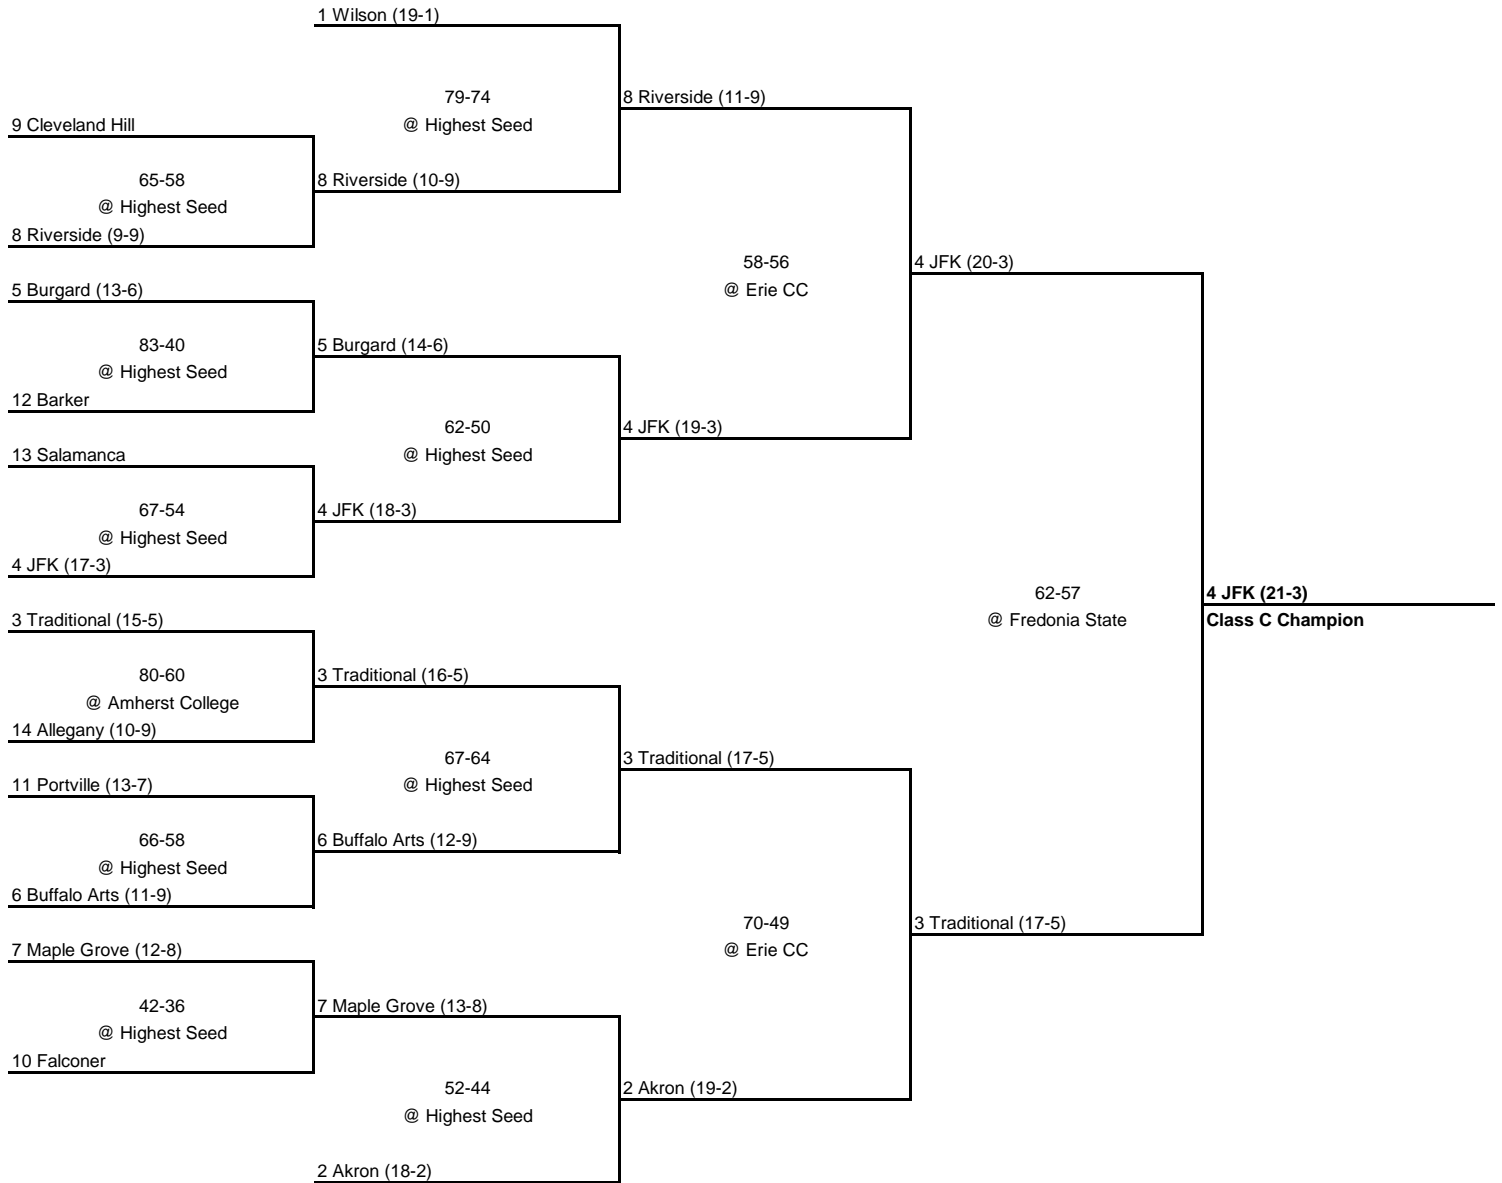 1 Wilson (19-1)
79-74
@ Highest Seed
8 Riverside (11-9)
9 Cleveland Hill
65-58
@ Highest Seed
8 Riverside (10-9)
8 Riverside (9-9)
58-56
@ Erie CC
4 JFK (20-3)
5 Burgard (13-6)
83-40
@ Highest Seed
5 Burgard (14-6)
12 Barker
62-50
@ Highest Seed
4 JFK (19-3)
13 Salamanca
67-54
@ Highest Seed
4 JFK (18-3)
4 JFK (17-3)
62-57
@ Fredonia State
4 JFK (21-3)
Class C Champion
3 Traditional (15-5)
80-60
@ Amherst College
3 Traditional (16-5)
14 Allegany (10-9)
67-64
@ Highest Seed
3 Traditional (17-5)
11 Portville (13-7)
66-58
@ Highest Seed
6 Buffalo Arts (12-9)
6 Buffalo Arts (11-9)
70-49
@ Erie CC
3 Traditional (17-5)
7 Maple Grove (12-8)
42-36
@ Highest Seed
7 Maple Grove (13-8)
10 Falconer
52-44
@ Highest Seed
2 Akron (19-2)
2 Akron (18-2)